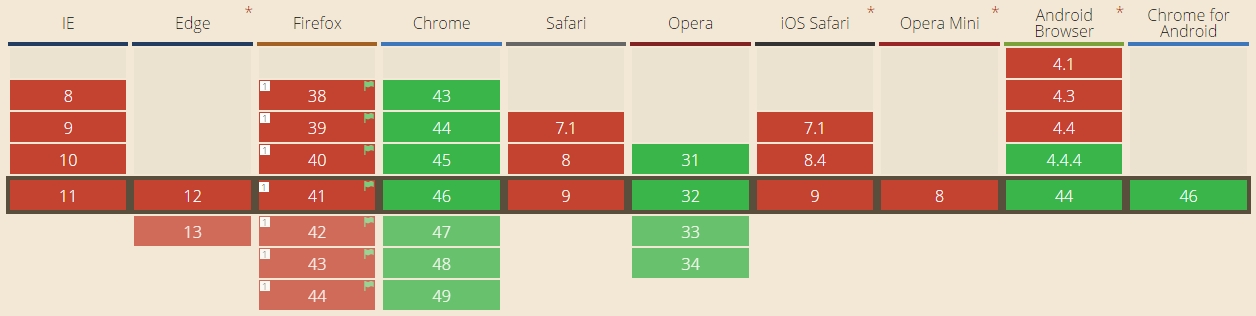 IE Edge * Firefox Chrome Safari Opera iOS Safari * Opera Mini * Android Browser * Chrome for Android
4.1
8 1 38 43 4.3
9 1 39 44 7.1 7.1 4.4
10 1 40 45 8 31 8.4 4.4.4
11 12 1 41 46 9 32 9 8 44 46
13 1 42 47 33
1 43 48 34
1 44 49